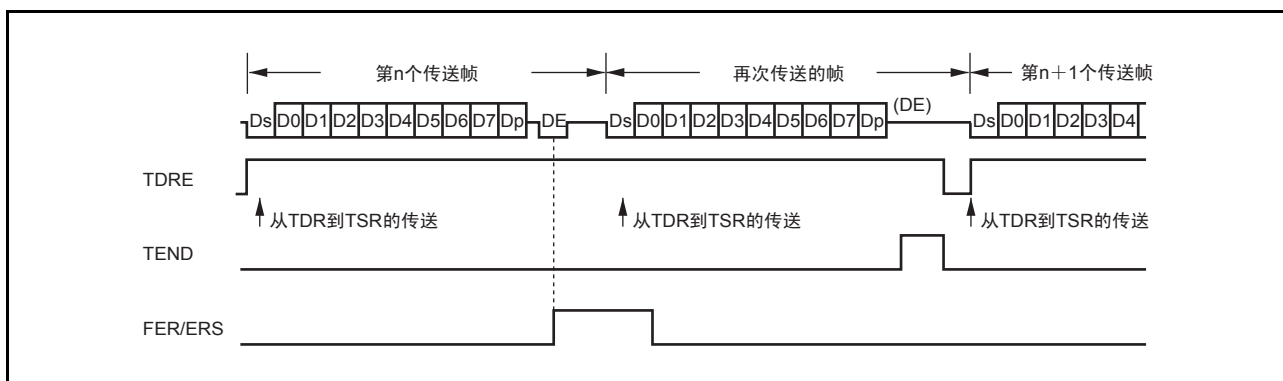 第n个传送帧 再次传送的帧 第n+1个传送帧
(DE)
Ds D0 D1 D2 D3 D4 D5 D6 D7 Dp DE Ds D0 D1 D2 D3 D4 D5 D6 D7 Dp Ds D0 D1 D2 D3 D4
TDRE
从TDR到TSR的传送 从TDR到TSR的传送 从TDR到TSR的传送
TEND
FER/ERS